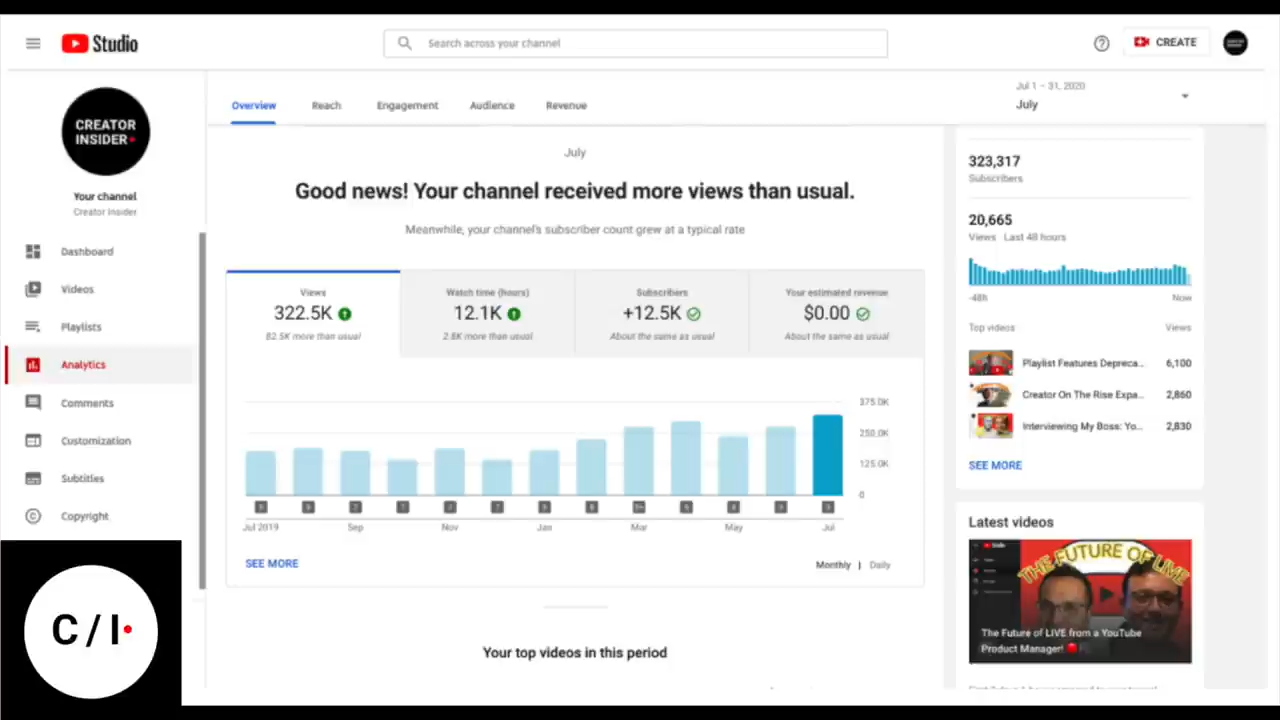 Studio
Search across your channel
CREATE
CREATOR
INSIDER
Your channel
Creator Insider
Dashboard
Videos
Playlists
Analytics
Comments
Customization
Subtitles
Copyright
C/I
Overview Reach Engagement Audience Revenue
Jul 1 – 31, 2020
July
July
Good news! Your channel received more views than usual.
Meanwhile, your channel's subscriber count grew at a typical rate
Views
322.5K
82.5K more than usual
Watch time (hours)
12.1K
2.8K more than usual
Subscribers
+12.5K
About the same as usual
Your estimated revenue
$0.00
About the same as usual
375.0K
250.0K
125.0K
0
Jul 2019 Sep Nov Jan Mar May Jul
SEE MORE
Monthly | Daily
Your top videos in this period
323,317
Subscribers
20,665
Views Last 48 hours
-48h Now
Top videos Views
Playlist Features Depreca... 6,100
Creator On The Rise Expa... 2,860
Interviewing My Boss: Yo... 2,830
SEE MORE
Latest videos
Studio
THE FUTURE OF LIVE
The Future of LIVE from a YouTube
Product Manager!